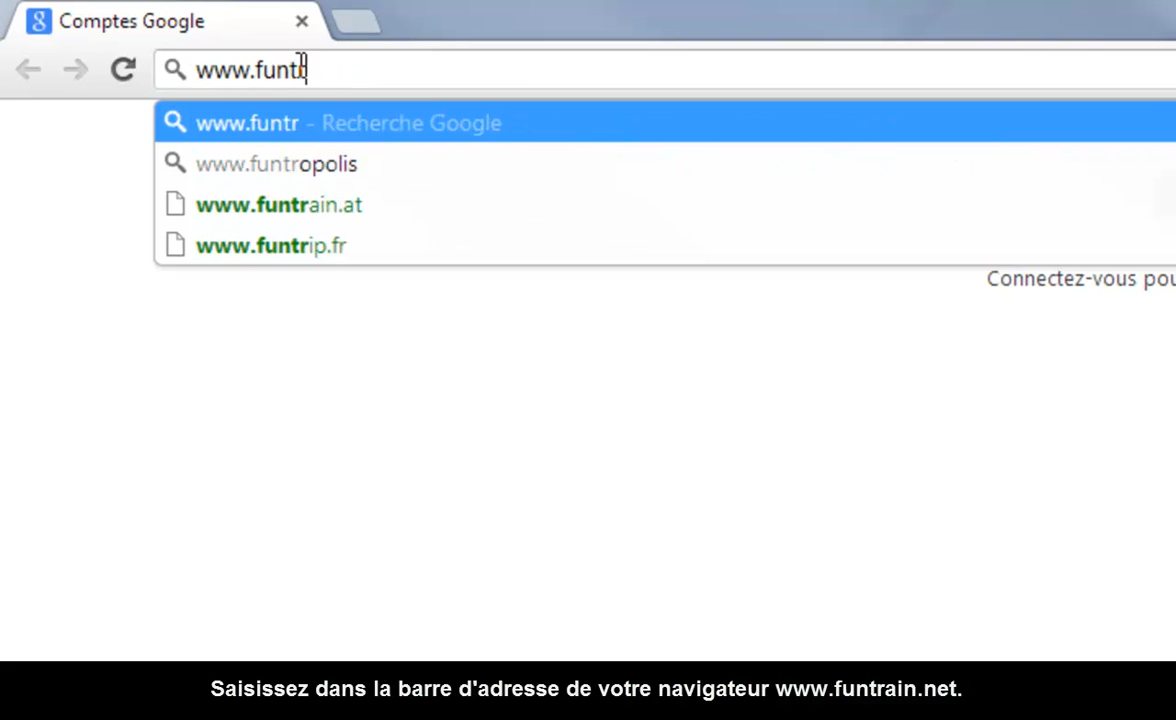 Comptes Google
www.funtr
www.funtr - Recherche Google
www.funtropolis
www.funtrain.at
www.funtrip.fr
Connectez-vous pou
Saisissez dans la barre d'adresse de votre navigateur www.funtrain.net.